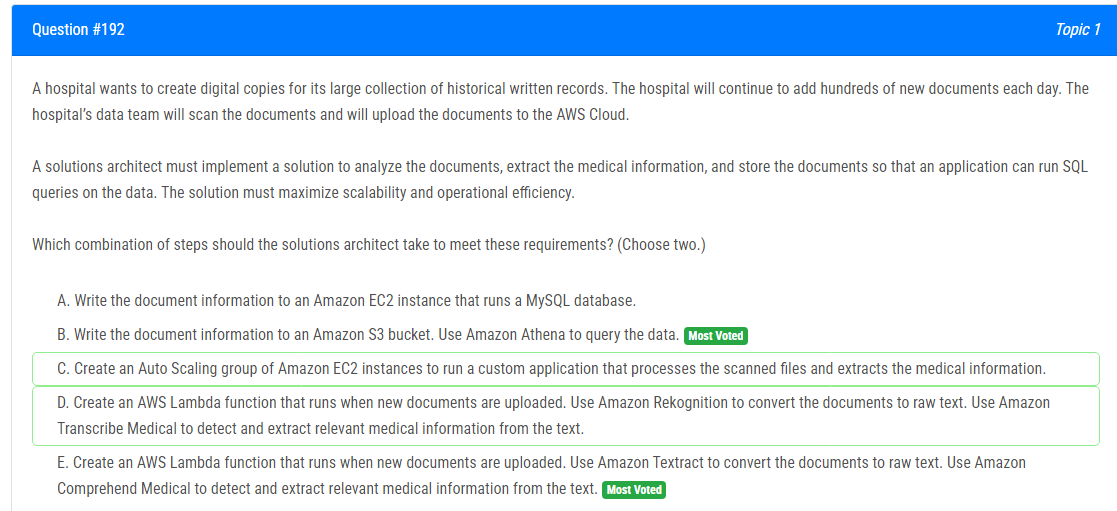 Question #192
Topic 1
A hospital wants to create digital copies for its large collection of historical written records. The hospital will continue to add hundreds of new documents each day. The
hospital's data team will scan the documents and will upload the documents to the AWS Cloud.
A solutions architect must implement a solution to analyze the documents, extract the medical information, and store the documents so that an application can run SQL
queries on the data. The solution must maximize scalability and operational efficiency.
Which combination of steps should the solutions architect take to meet these requirements? (Choose two.)
A. Write the document information to an Amazon EC2 instance that runs a MySQL database.
B. Write the document information to an Amazon S3 bucket. Use Amazon Athena to query the data. Most Voted
C. Create an Auto Scaling group of Amazon EC2 instances to run a custom application that processes the scanned files and extracts the medical information.
D. Create an AWS Lambda function that runs when new documents are uploaded. Use Amazon Rekognition to convert the documents to raw text. Use Amazon
Transcribe Medical to detect and extract relevant medical information from the text.
E. Create an AWS Lambda function that runs when new documents are uploaded. Use Amazon Textract to convert the documents to raw text. Use Amazon
Comprehend Medical to detect and extract relevant medical information from the text. Most Voted